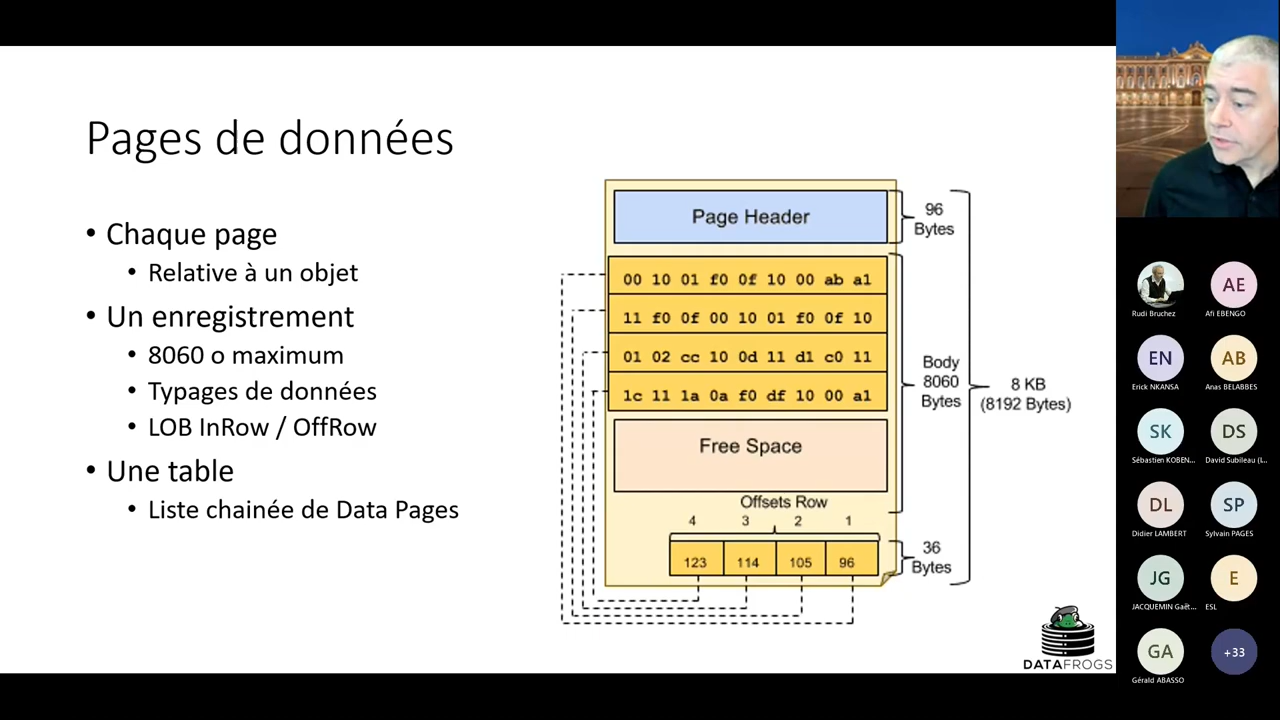 Pages de données
• Chaque page
• Relative à un objet
• Un enregistrement
• 8060 o maximum
• Typages de données
• LOB InRow / OffRow
• Une table
• Liste chainée de Data Pages
Page Header
96
Bytes
00 10 01 f0 0f 10 00 ab a1
11 f0 0f 00 10 01 f0 0f 10
01 02 cc 10 0d 11 d1 c0 11
1c 11 1a 0a f0 df 10 00 a1
Body
8060
Bytes
8 KB
(8192 Bytes)
Free Space
Offsets Row
4 3 2 1
123 114 105 96
36
Bytes
DATAFROGS
Rudi Bruchez
AE
Afi EBENGO
EN
Erick NKANSA
AB
Anas BELABBES
SK
Sébastien KOBEN...
DS
David Subileau (L...
DL
Didier LAMBERT
SP
Sylvain PAGES
JG
JACQUEMIN Gaët...
E
ESL
GA
Gérald ABASSO
+33